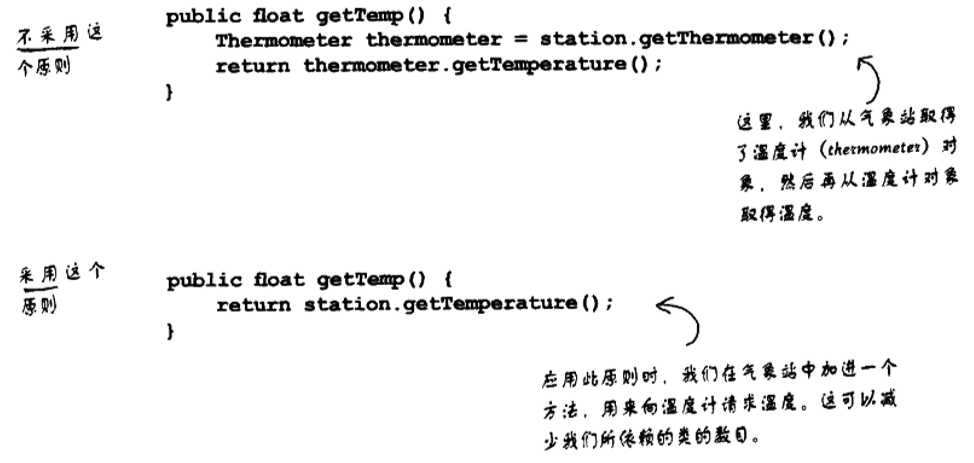 不采用这
个原则
public float getTemp() {
Thermometer thermometer = station.getThermometer();
return thermometer.getTemperature();
}
这里，我们从气象站取得
了温度计（thermometer）对
象，然后再从温度计对象
取得温度。
采用这个
原则
public float getTemp() {
return station.getTemperature();
}
应用此原则时，我们在气象站中加进一个
方法，用来向温度计请求温度。这可以减
少我们所依赖的类的数目。